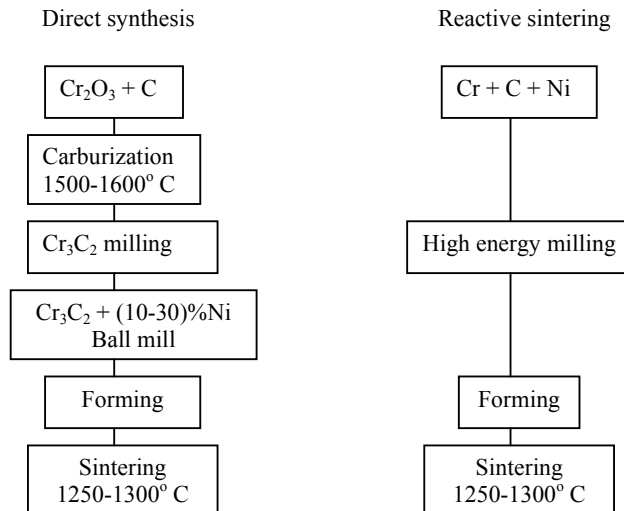 Direct synthesis
Cr₂O₃ + C
Carburization
1500-1600° C
Cr₃C₂ milling
Cr₃C₂ + (10-30)%Ni
Ball mill
Forming
Sintering
1250-1300° C
Reactive sintering
Cr + C + Ni
High energy milling
Forming
Sintering
1250-1300° C